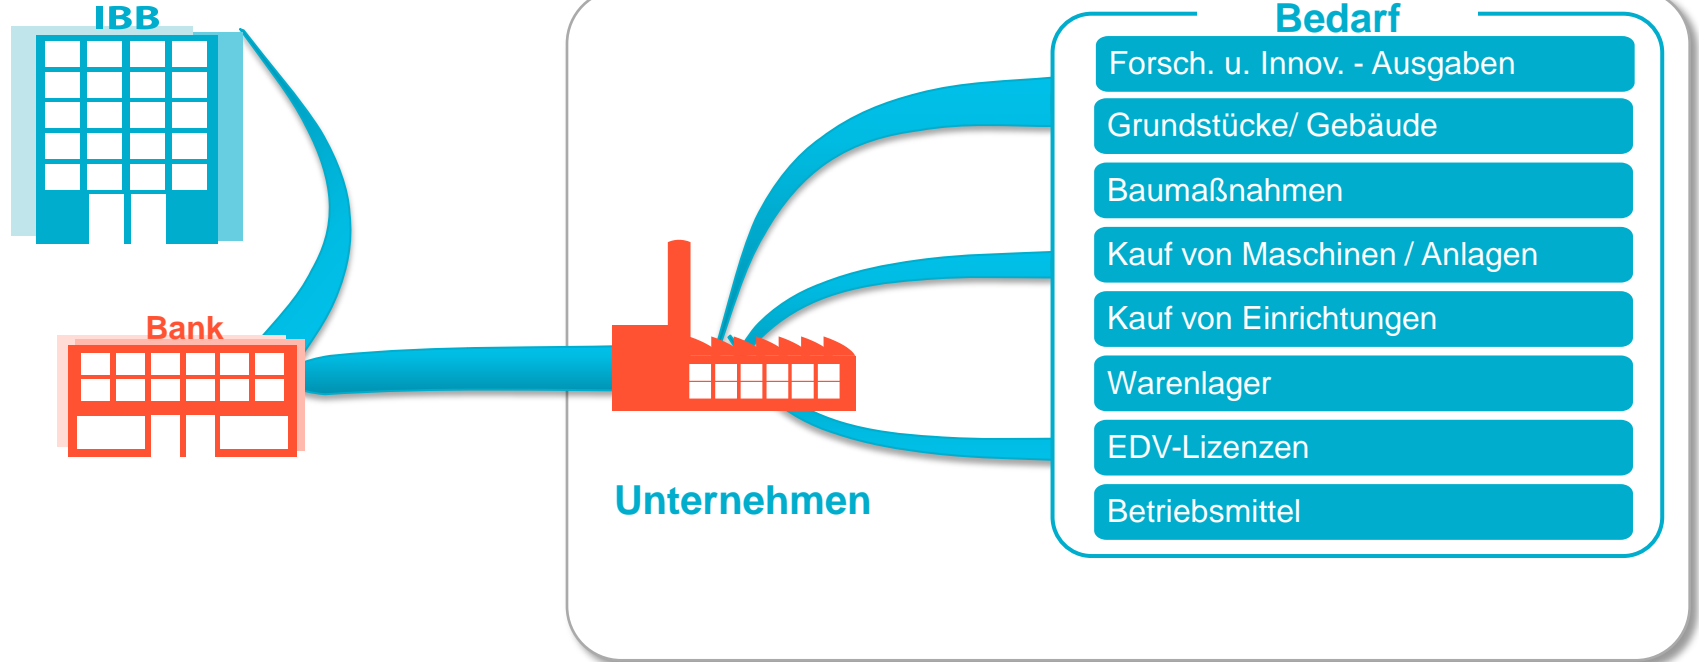 IBB
Bank
Unternehmen
Bedarf
Forsch. u. Innov. - Ausgaben
Grundstücke/ Gebäude
Baumaßnahmen
Kauf von Maschinen / Anlagen
Kauf von Einrichtungen
Warenlager
EDV-Lizenzen
Betriebsmittel